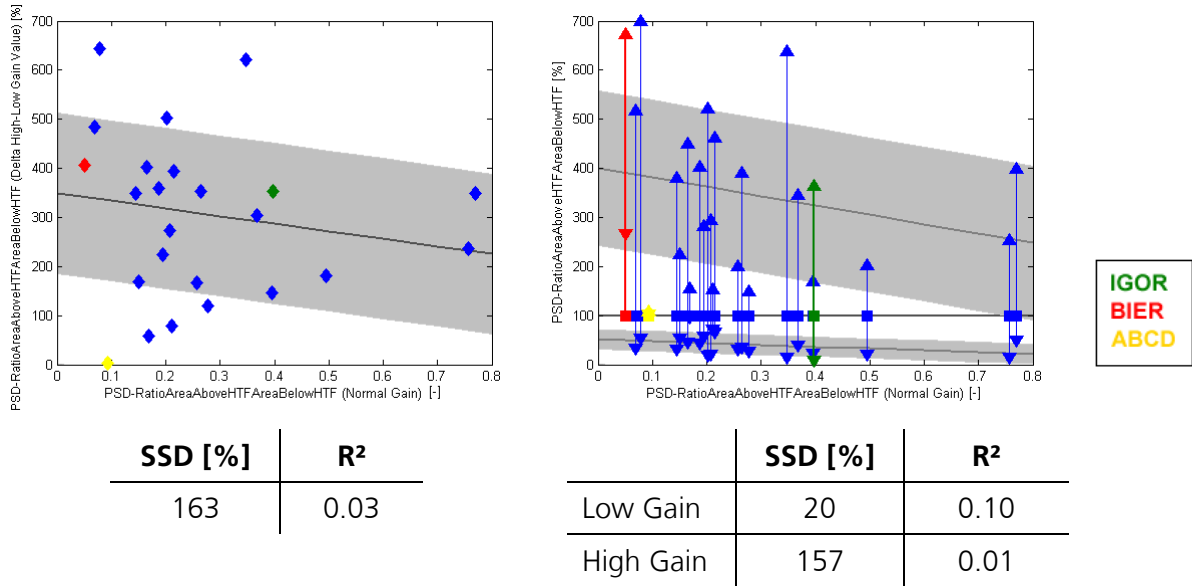 PSD-RatioAreaAboveHTFAreaBelowHTF (Delta High-Low Gain Value) [%]
700
600
500
400
300
200
100
0
0 0.1 0.2 0.3 0.4 0.5 0.6 0.7 0.8
PSD-RatioAreaAboveHTFAreaBelowHTF (Normal Gain) [-]
PSD-RatioAreaAboveHTFAreaBelowHTF [%]
700
600
500
400
300
200
100
0
0 0.1 0.2 0.3 0.4 0.5 0.6 0.7 0.8
PSD-RatioAreaAboveHTFAreaBelowHTF (Normal Gain) [-]
IGOR
BIER
ABCD
SSD [%] R²
163 0.03
SSD [%] R²
Low Gain 20 0.10
High Gain 157 0.01